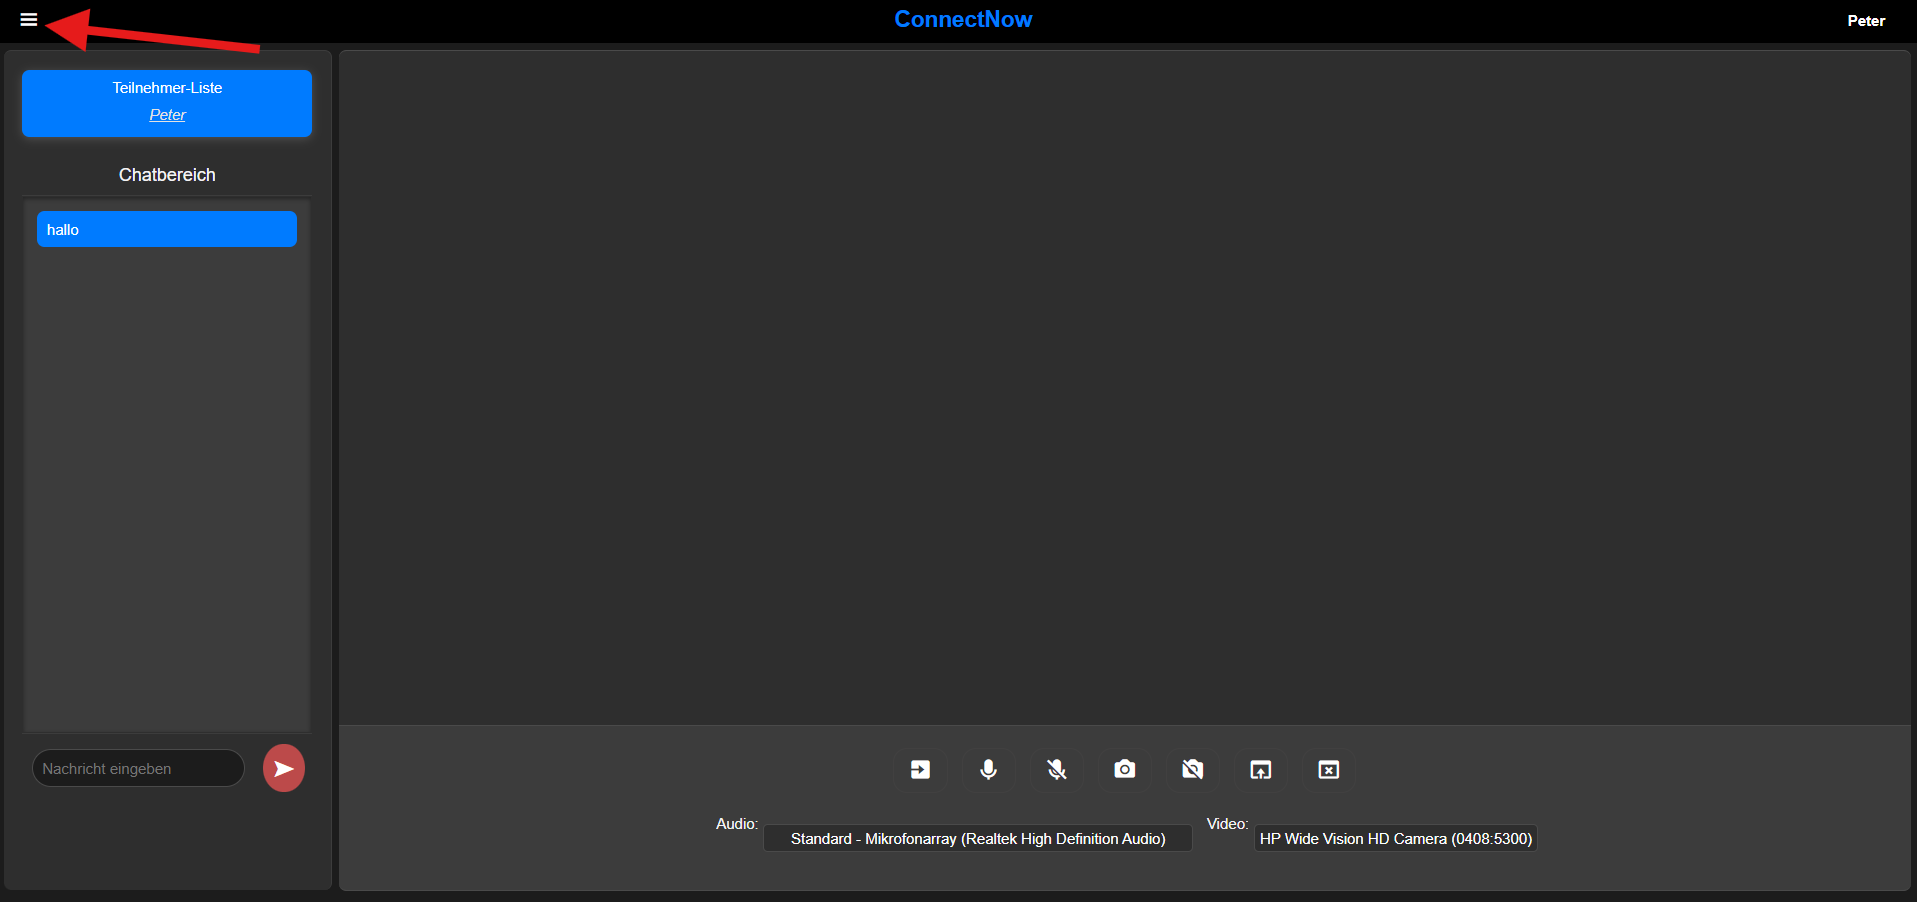 ConnectNow
Peter
Teilnehmer-Liste
Peter
Chatbereich
hallo
Nachricht eingeben
Audio:
Standard - Mikrofonarray (Realtek High Definition Audio)
Video:
HP Wide Vision HD Camera (0408:5300)